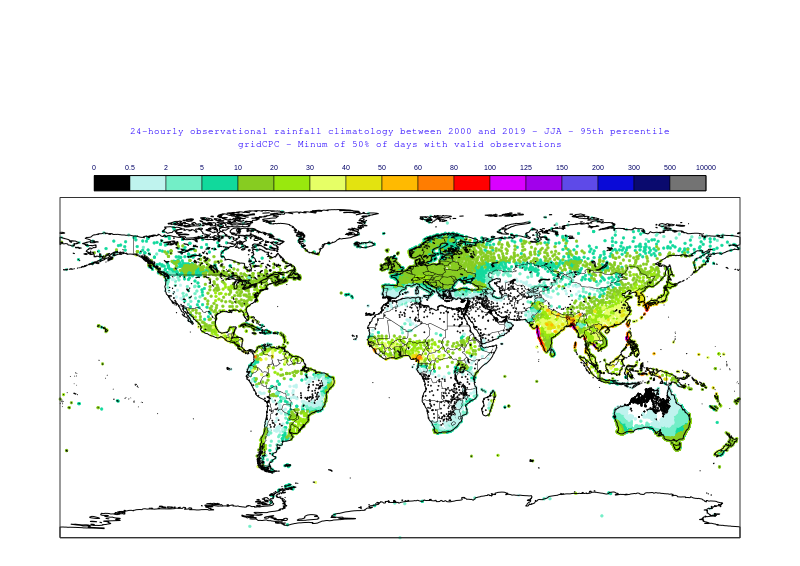 24-hourly observational rainfall climatology between 2000 and 2019 - JJA - 95th percentile
gridCPC - Minum of 50% of days with valid observations
0 0.5 2 5 10 20 30 40 50 60 80 100 125 150 200 300 500 10000